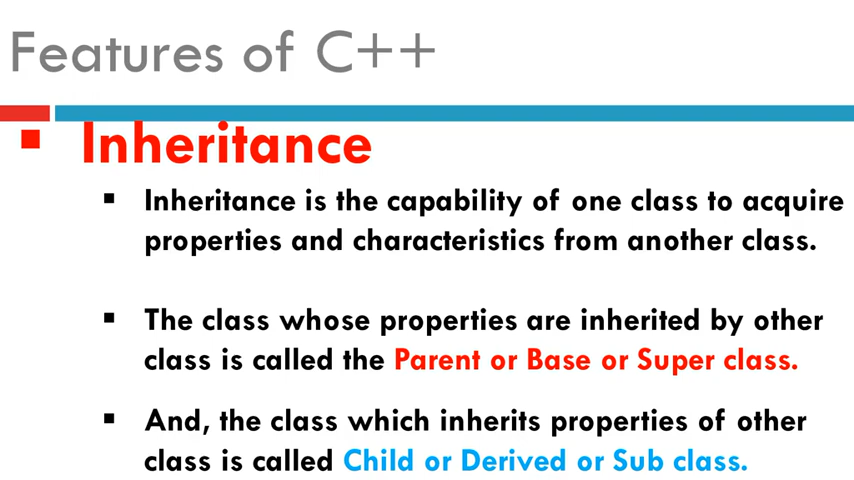 Features of C++
Inheritance
Inheritance is the capability of one class to acquire
properties and characteristics from another class.
The class whose properties are inherited by other
class is called the Parent or Base or Super class.
And, the class which inherits properties of other
class is called Child or Derived or Sub class.